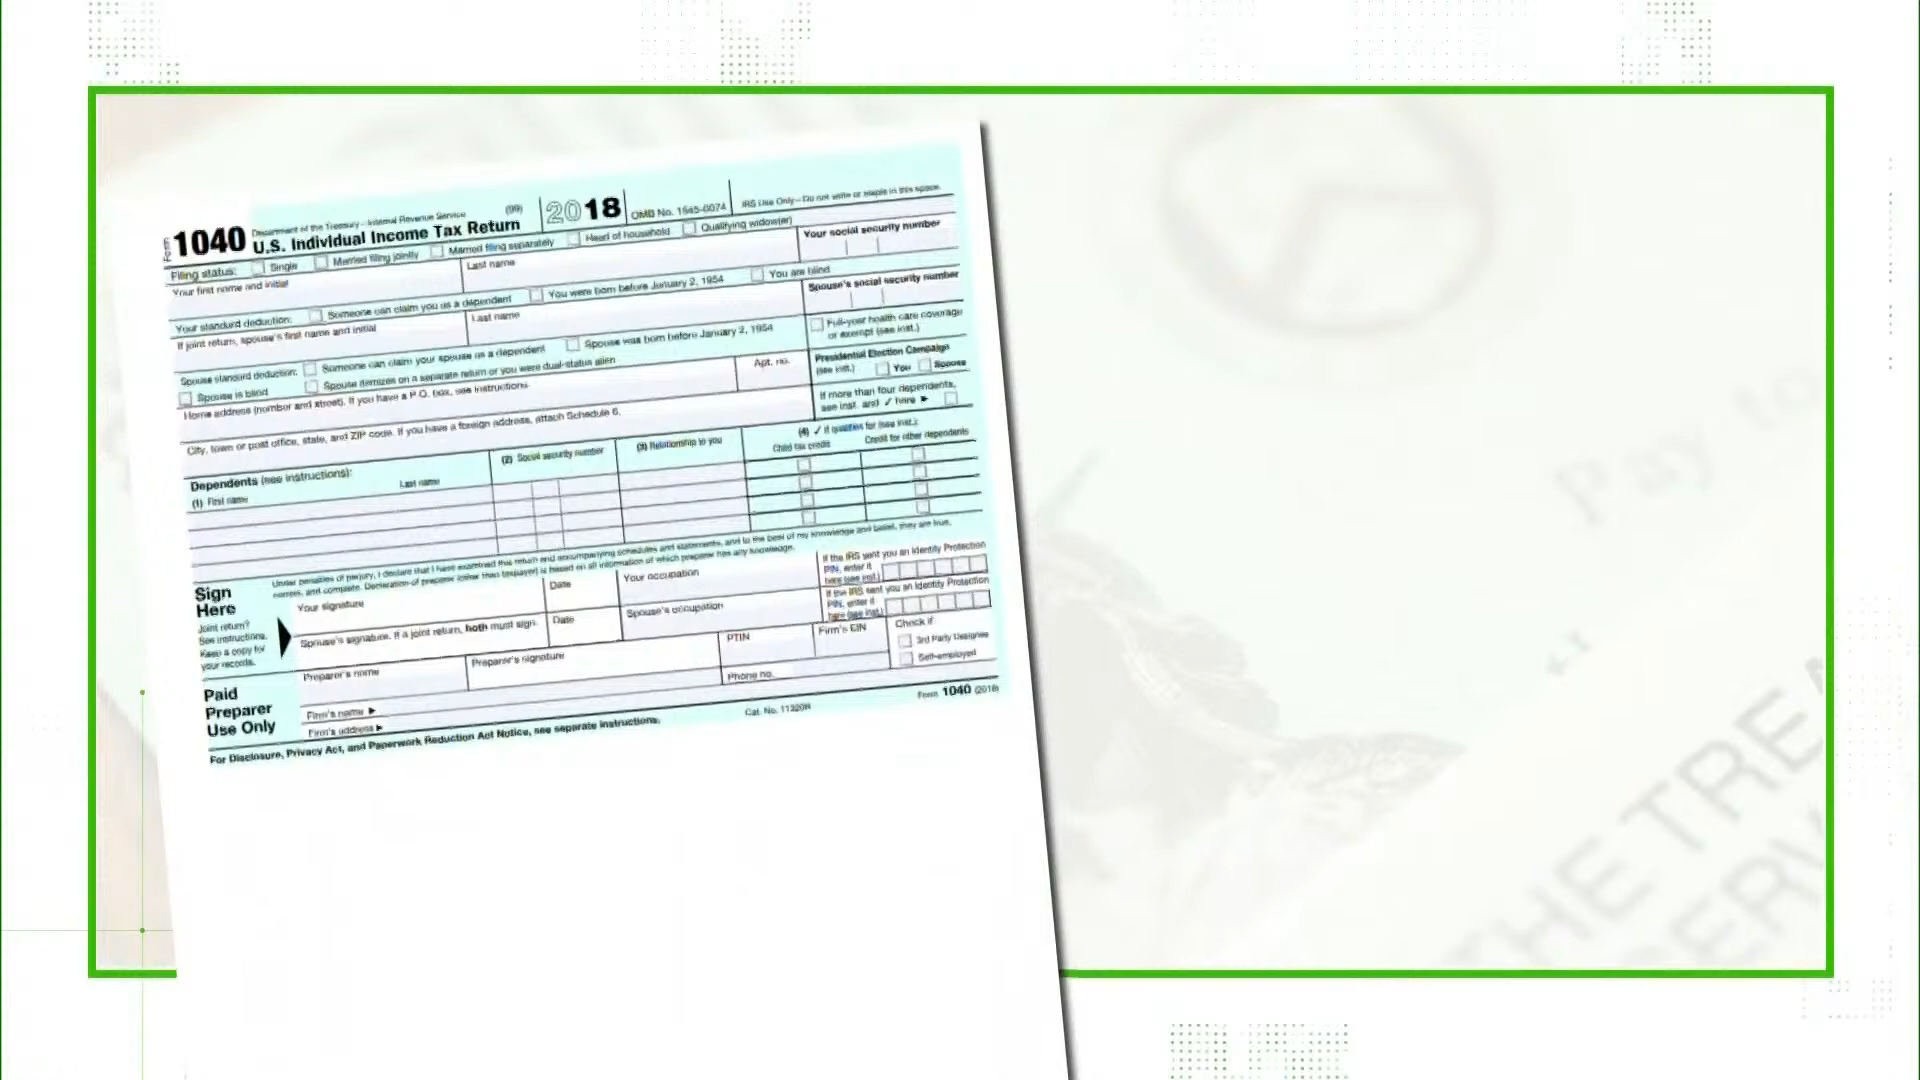 1040 Department of the Treasury—Internal Revenue Service (99)
U.S. Individual Income Tax Return 2018 OMB No. 1545-0074 IRS Use Only—Do not write or staple in this space.
Filing status: Single Married filing jointly Married filing separately Head of household Qualifying widow(er)
Your first name and initial Last name Your social security number
Your standard deduction: Someone can claim you as a dependent You were born before January 2, 1954 You are blind
If joint return, spouse's first name and initial Last name Spouse's social security number
Spouse standard deduction: Someone can claim your spouse as a dependent Spouse was born before January 2, 1954
Full-year health care coverage
or exempt (see inst.)
Spouse is blind Spouse itemizes on a separate return or you were dual-status alien
Home address (number and street). If you have a P.O. box, see instructions. Apt. no.
Presidential Election Campaign
(see inst.) You Spouse
City, town or post office, state, and ZIP code. If you have a foreign address, attach Schedule 6.
If more than four dependents,
see inst. and ✓ here ▶
Dependents (see instructions): (2) Social security number (3) Relationship to you (4) ✓ if qualifies for (see inst.):
(1) First name Last name Child tax credit Credit for other dependents
Sign
Here
Under penalties of perjury, I declare that I have examined this return and accompanying schedules and statements, and to the best of my knowledge and belief, they are true,
correct, and complete. Declaration of preparer (other than taxpayer) is based on all information of which preparer has any knowledge.
Joint return?
See instructions.
Keep a copy for
your records.
Your signature Date Your occupation
If the IRS sent you an Identity Protection
PIN, enter it
here (see inst.)
Spouse's signature. If a joint return, both must sign. Date Spouse's occupation
If the IRS sent you an Identity Protection
PIN, enter it
here (see inst.)
Paid
Preparer
Use Only
Preparer's name Preparer's signature PTIN Firm's EIN
Check if
3rd Party Designee
Self-employed
Firm's name ▶ Phone no.
Firm's address ▶
For Disclosure, Privacy Act, and Paperwork Reduction Act Notice, see separate instructions. Cat. No. 11320B Form 1040 (2018)
Pay to
THE TREA
SERV